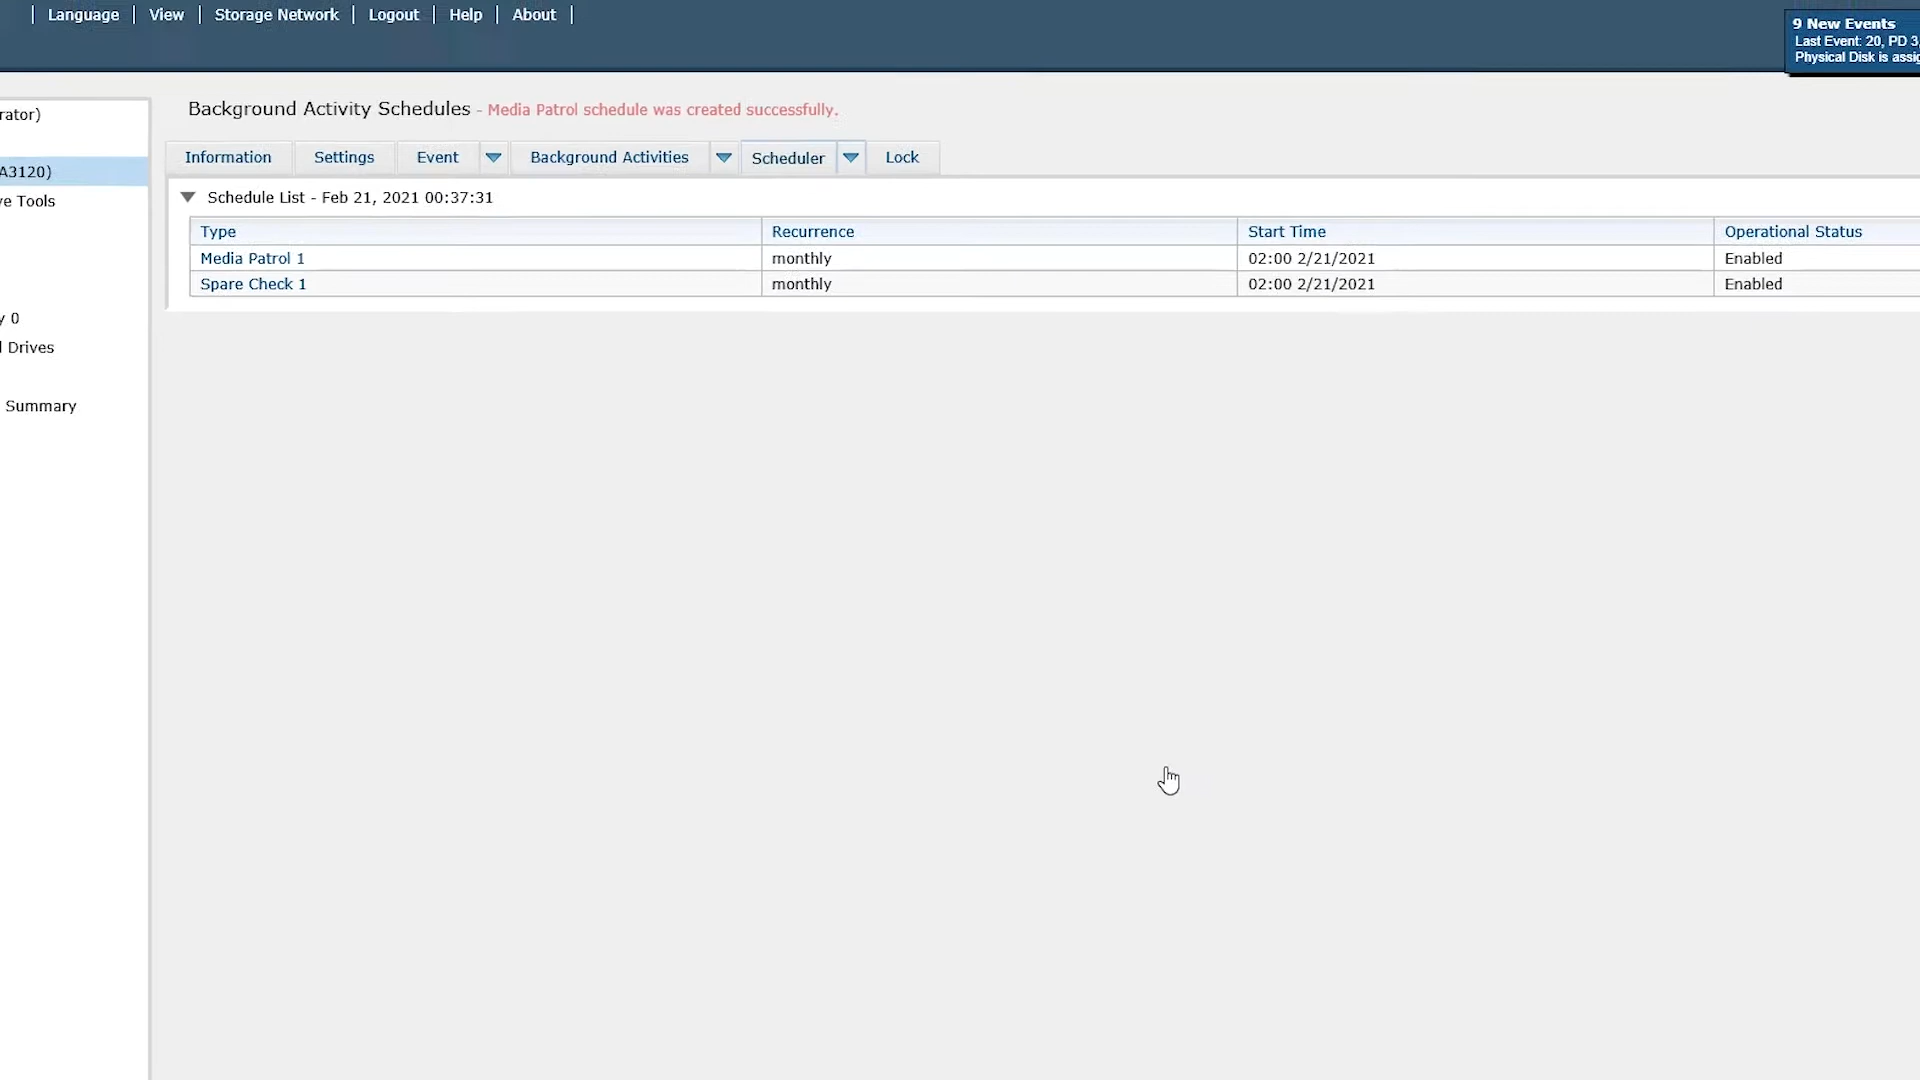 Language | View | Storage Network | Logout | Help | About
9 New Events
Last Event: 20, PD 3,
Physical Disk is assig
rator)
A3120)
ve Tools
y 0
l Drives
Summary
Background Activity Schedules - Media Patrol schedule was created successfully.
Information Settings Event Background Activities Scheduler Lock
Schedule List - Feb 21, 2021 00:37:31
Type Recurrence Start Time Operational Status
Media Patrol 1 monthly 02:00 2/21/2021 Enabled
Spare Check 1 monthly 02:00 2/21/2021 Enabled